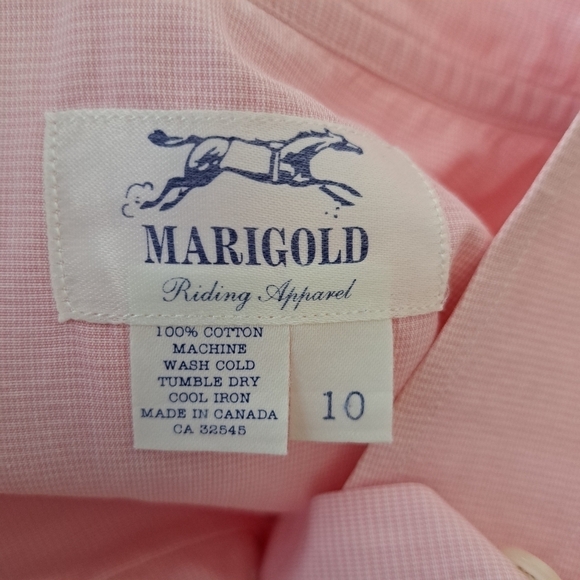 MARIGOLD
Riding Apparel
100% COTTON
MACHINE
WASH COLD
TUMBLE DRY
COOL IRON
MADE IN CANADA
CA 32545
10